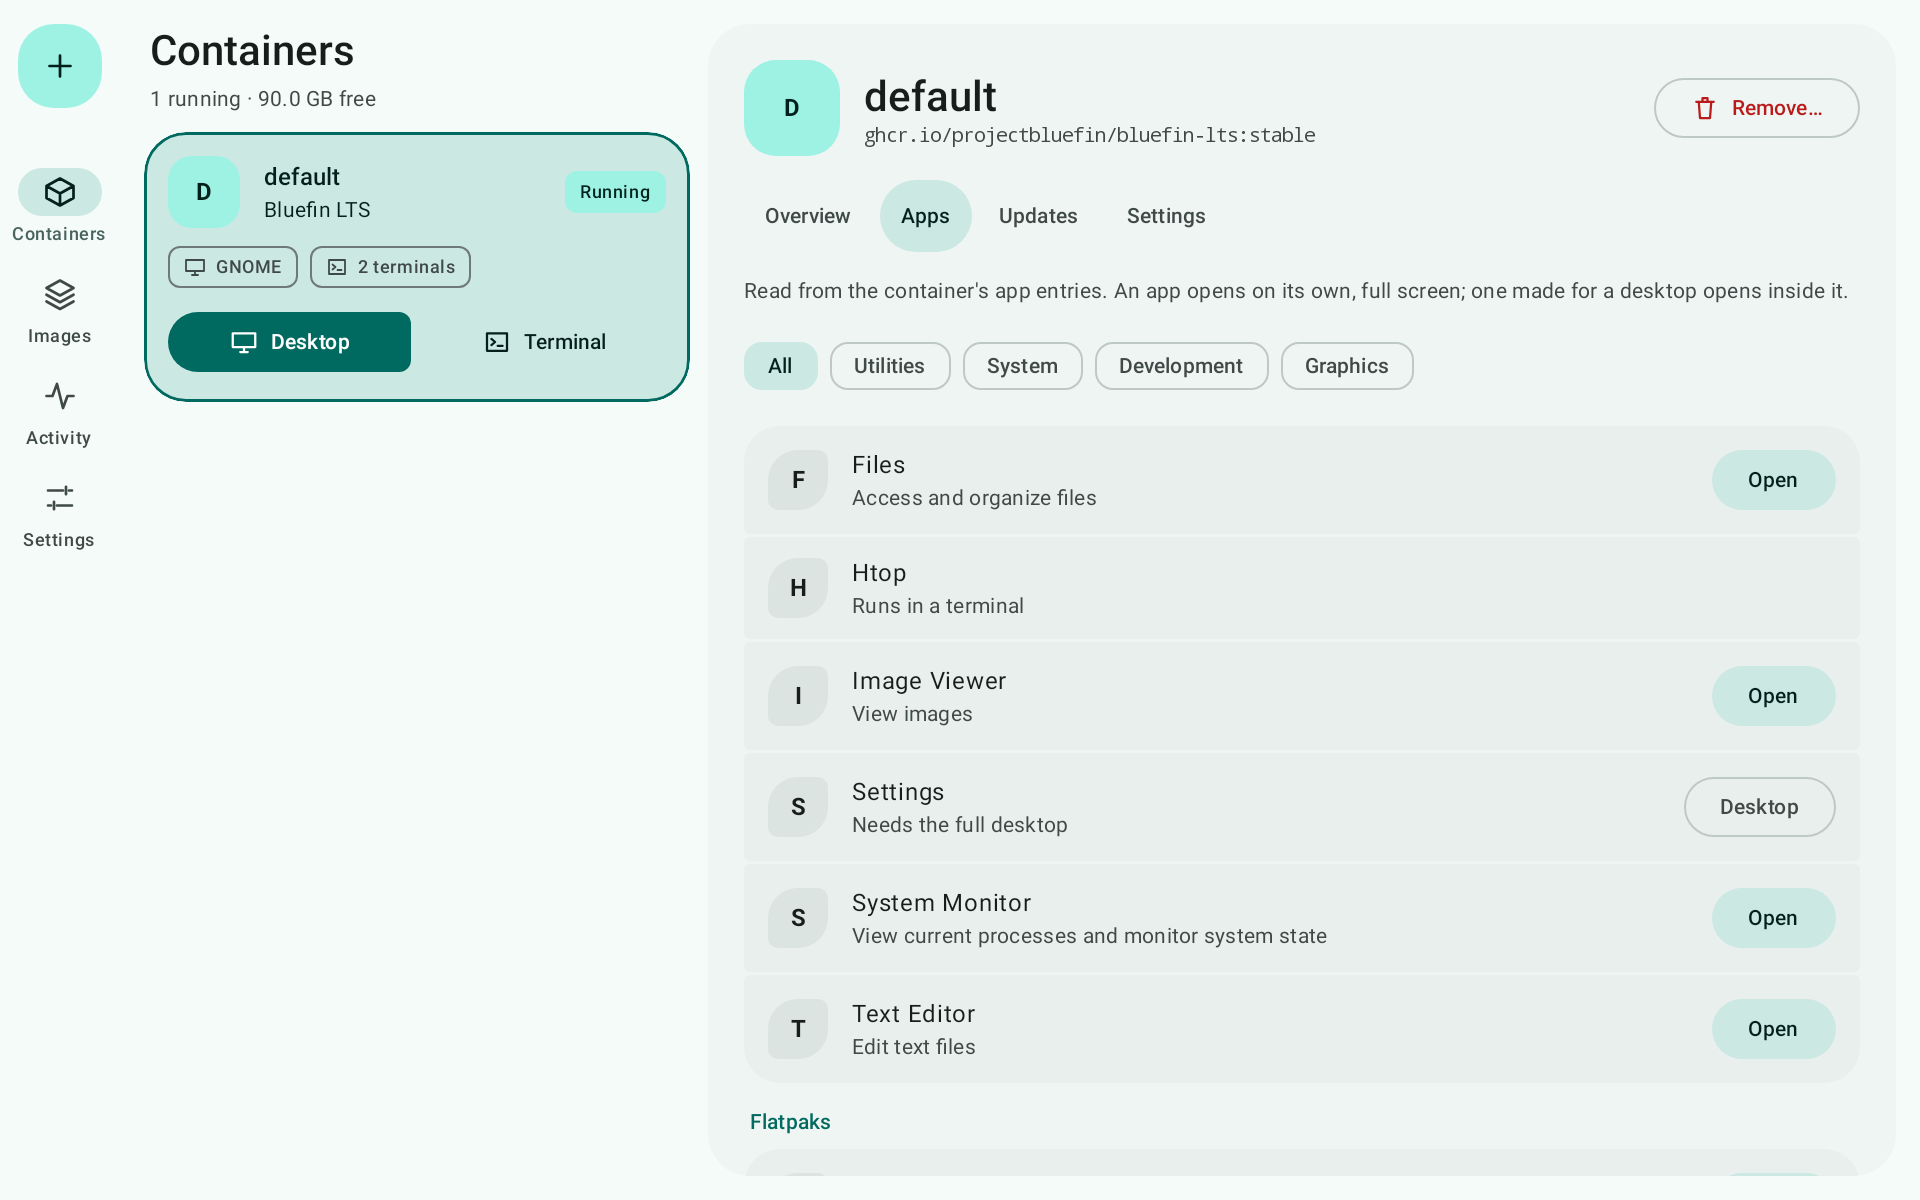 Containers
1 running · 90.0 GB free
Containers
Images
Activity
Settings
D
default
Bluefin LTS
Running
GNOME
2 terminals
Desktop
Terminal
D
default
ghcr.io/projectbluefin/bluefin-lts:stable
Remove…
Overview
Apps
Updates
Settings
Read from the container's app entries. An app opens on its own, full screen; one made for a desktop opens inside it.
All
Utilities
System
Development
Graphics
F
Files
Access and organize files
Open
H
Htop
Runs in a terminal
I
Image Viewer
View images
Open
S
Settings
Needs the full desktop
Desktop
S
System Monitor
View current processes and monitor system state
Open
T
Text Editor
Edit text files
Open
Flatpaks